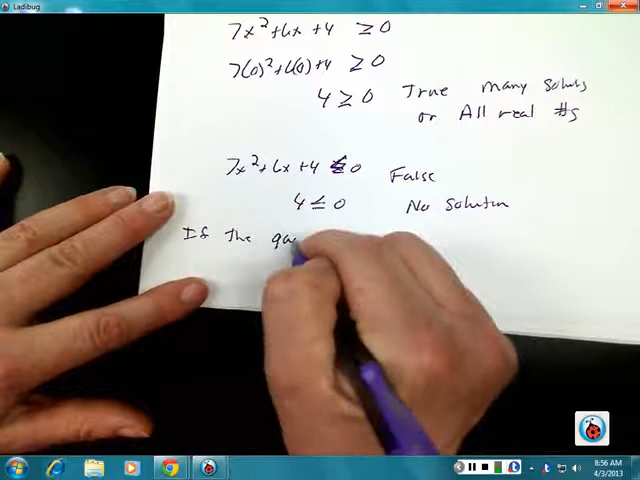 Ladibug
7x² + 6x + 4 ≥ 0
7(0)² + 6(0) + 4 ≥ 0
4 ≥ 0 True many soluts
or All real #s
7x² + 6x + 4 ≤ 0 False
4 ≤ 0 No Solution
If the qu
8:56 AM
4/3/2013